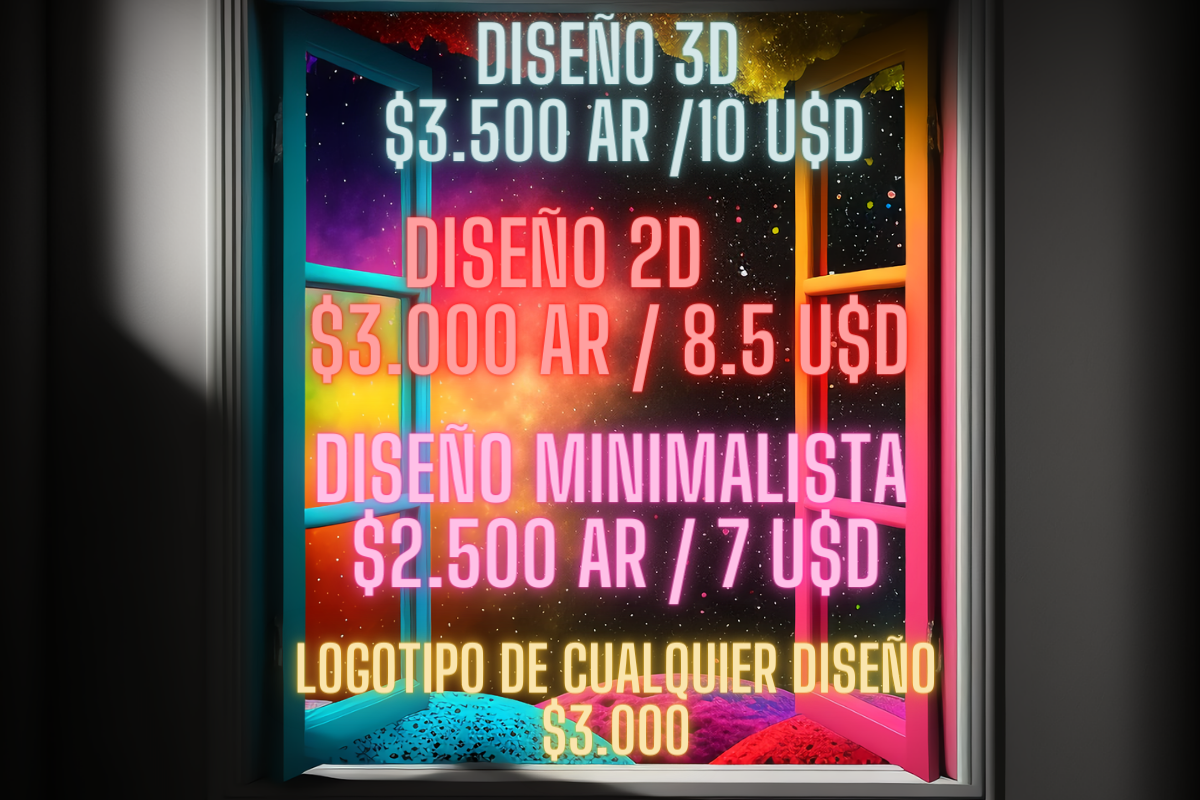 DISEÑO 3D
$3.500 AR /10 U$D
DISEÑO 2D
$3.000 AR / 8.5 U$D
DISEÑO MINIMALISTA
$2.500 AR / 7 U$D
LOGOTIPO DE CUALQUIER DISEÑO
$3.000